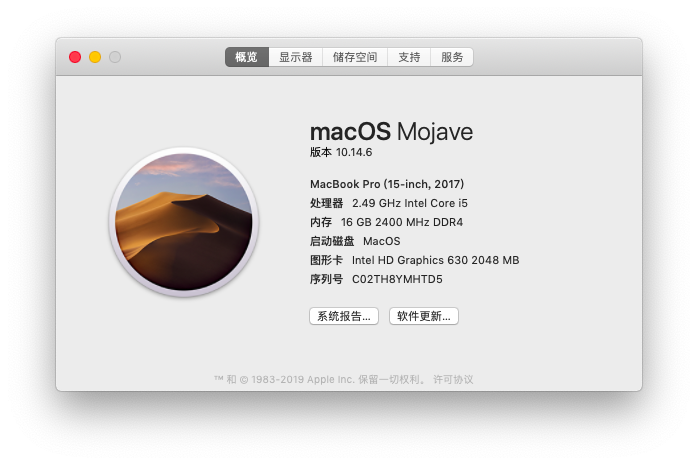 概览 显示器 储存空间 支持 服务
macOS Mojave
版本 10.14.6
MacBook Pro (15-inch, 2017)
处理器 2.49 GHz Intel Core i5
内存 16 GB 2400 MHz DDR4
启动磁盘 MacOS
图形卡 Intel HD Graphics 630 2048 MB
序列号 C02TH8YMHTD5
系统报告... 软件更新...
™ 和 © 1983-2019 Apple Inc. 保留一切权利。 许可协议